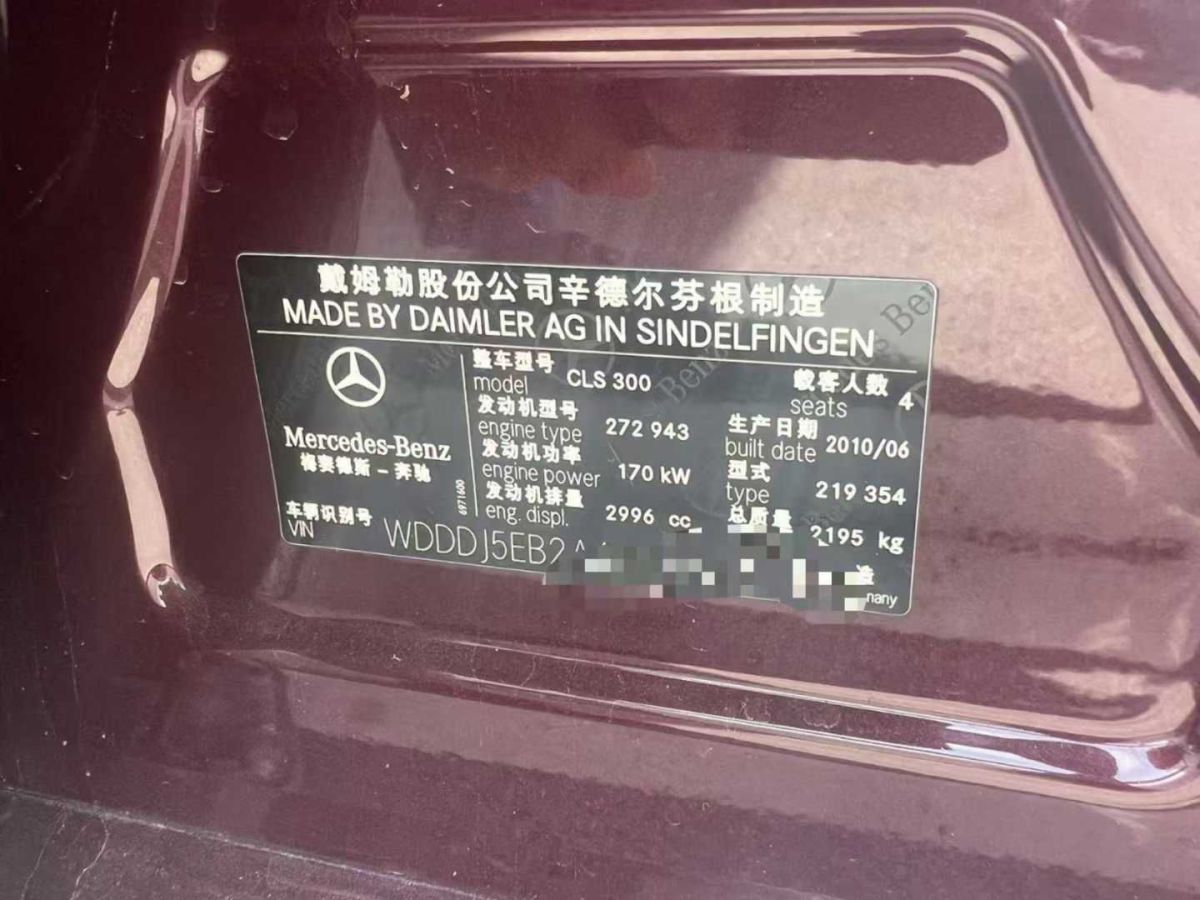 戴姆勒股份公司辛德尔芬根制造
MADE BY DAIMLER AG IN SINDELFINGEN
Mercedes-Benz
梅赛德斯 - 奔驰
整车型号
model CLS 300
载客人数
seats 4
发动机型号
engine type 272 943
生产日期
built date 2010/06
发动机功率
engine power 170 kW
型式
type 219 354
发动机排量
eng. displ. 2996 cc
总质量
2195 kg
6971600
车辆识别号
VIN WDDDJ5EB2A
造
many